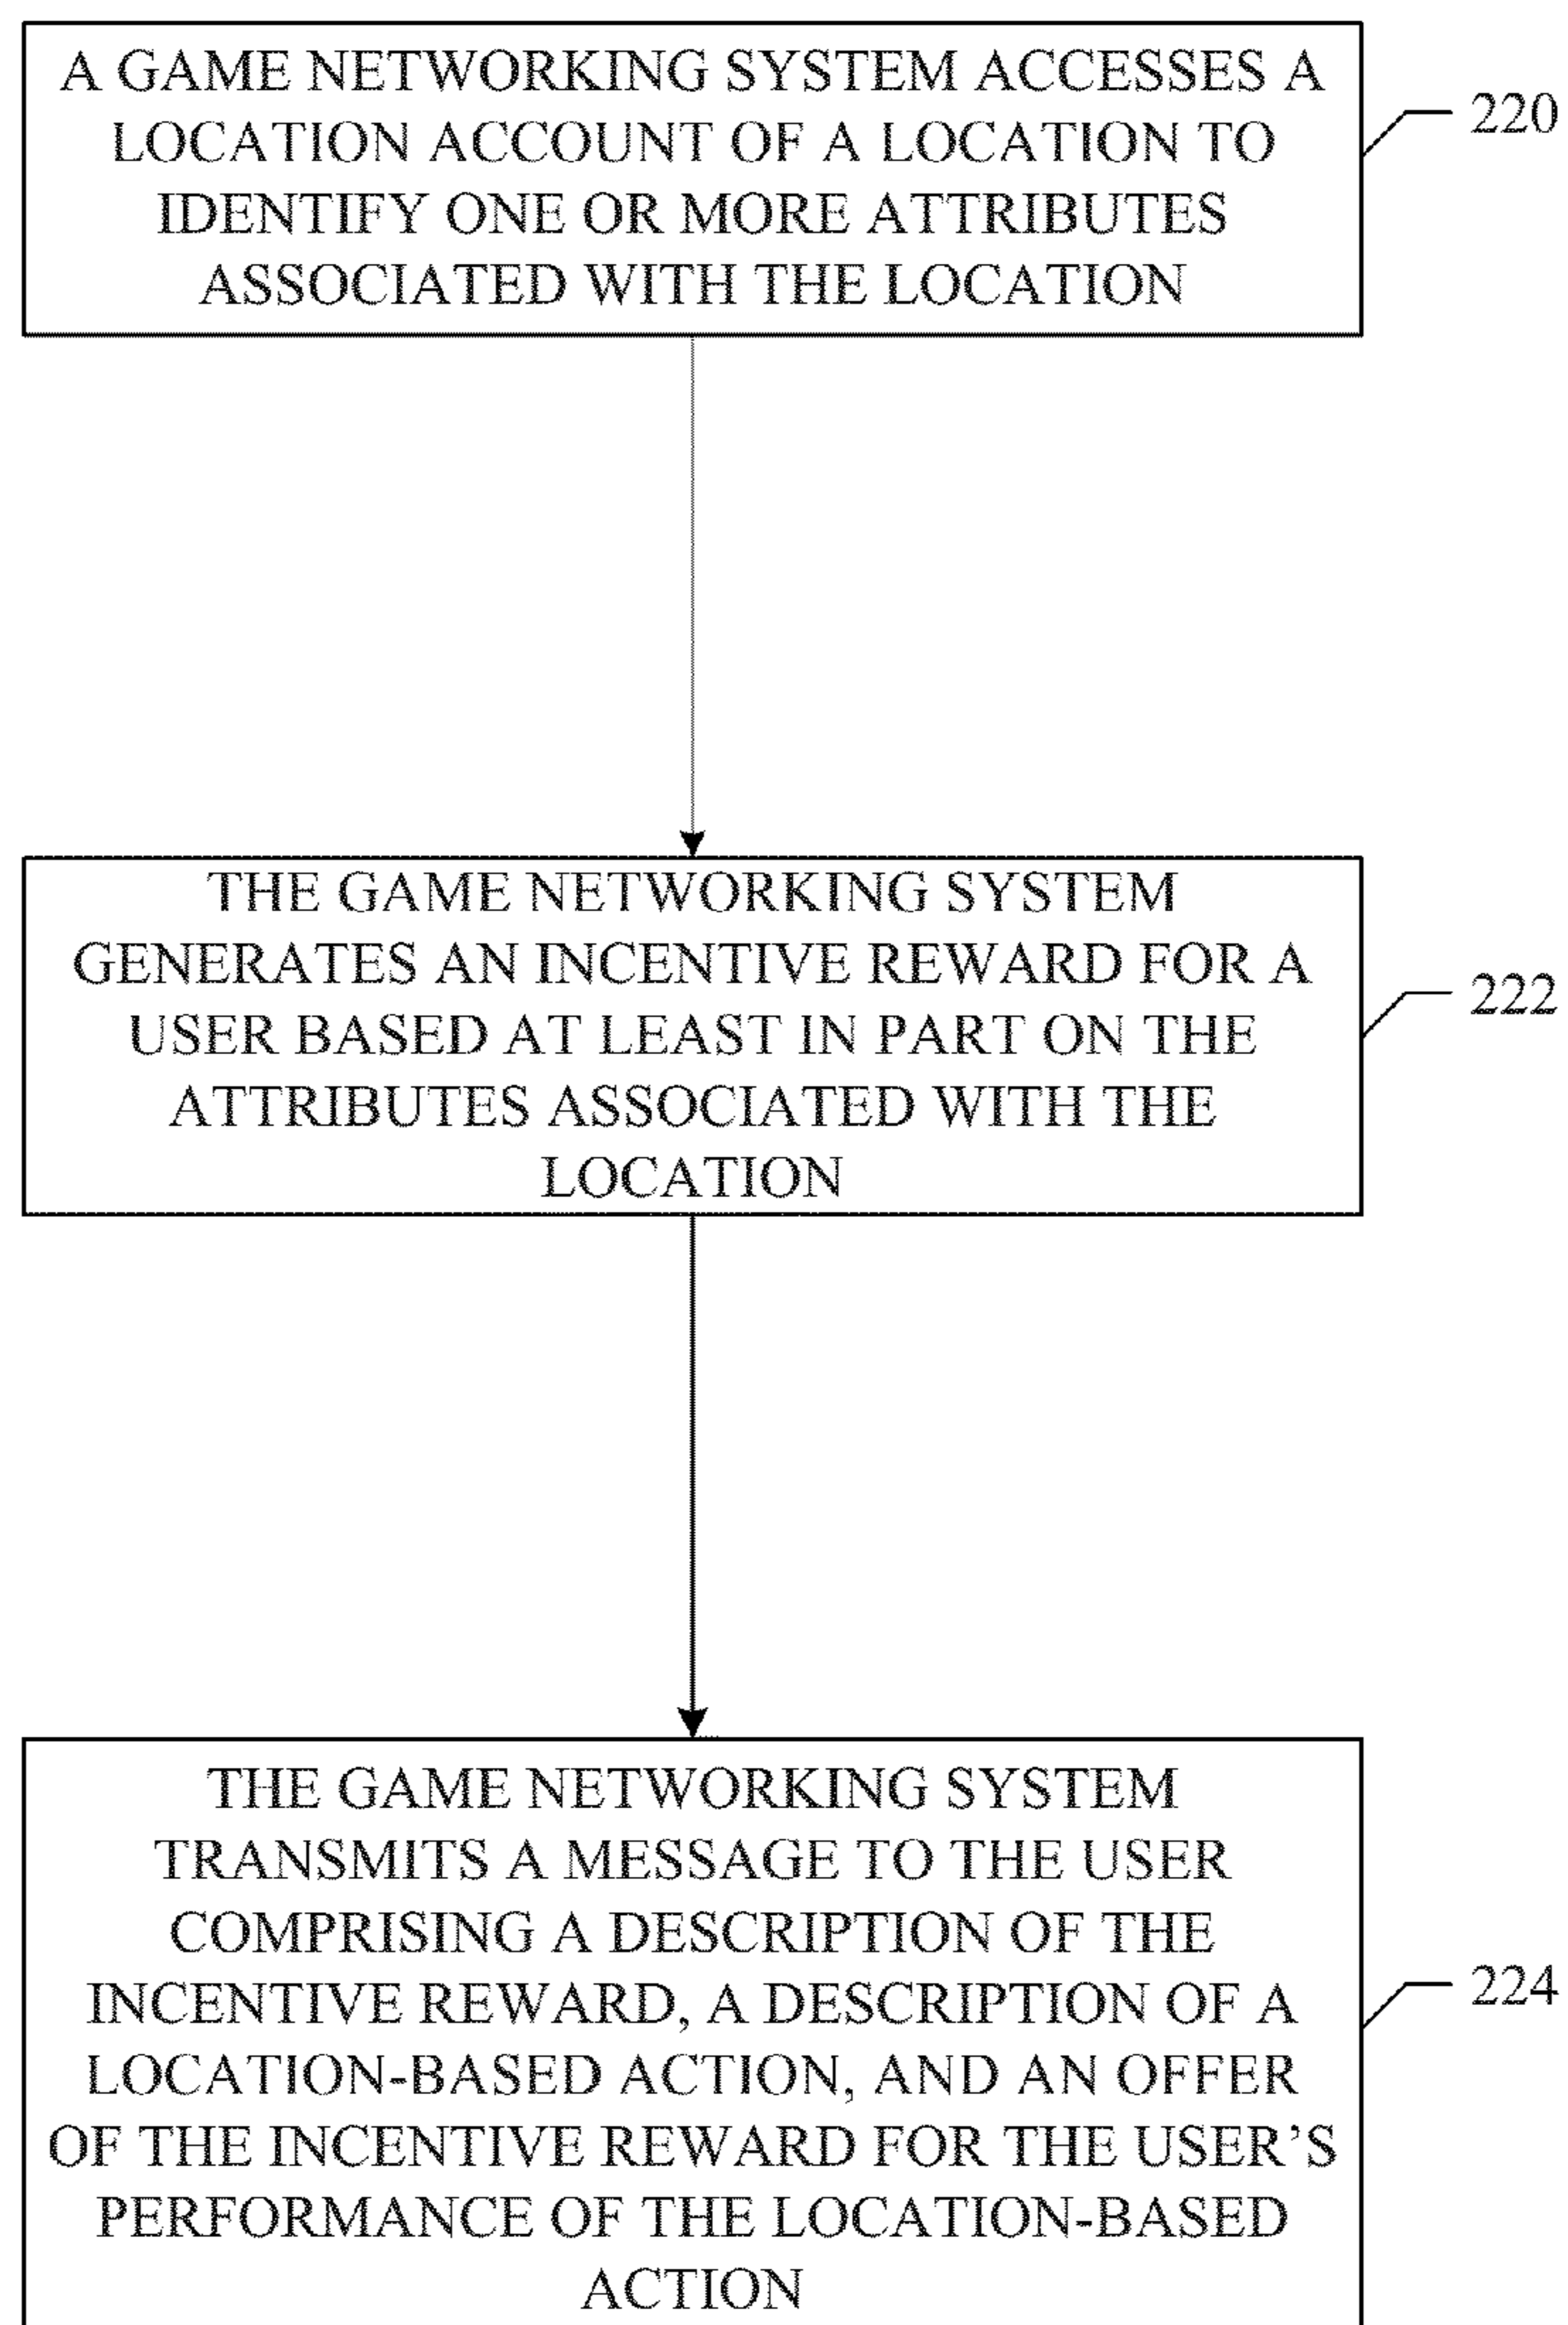 A GAME NETWORKING SYSTEM ACCESSES A
LOCATION ACCOUNT OF A LOCATION TO
IDENTIFY ONE OR MORE ATTRIBUTES
ASSOCIATED WITH THE LOCATION
220
THE GAME NETWORKING SYSTEM
GENERATES AN INCENTIVE REWARD FOR A
USER BASED AT LEAST IN PART ON THE
ATTRIBUTES ASSOCIATED WITH THE
LOCATION
222
THE GAME NETWORKING SYSTEM
TRANSMITS A MESSAGE TO THE USER
COMPRISING A DESCRIPTION OF THE
INCENTIVE REWARD, A DESCRIPTION OF A
LOCATION-BASED ACTION, AND AN OFFER
OF THE INCENTIVE REWARD FOR THE USER’S
PERFORMANCE OF THE LOCATION-BASED
ACTION
224